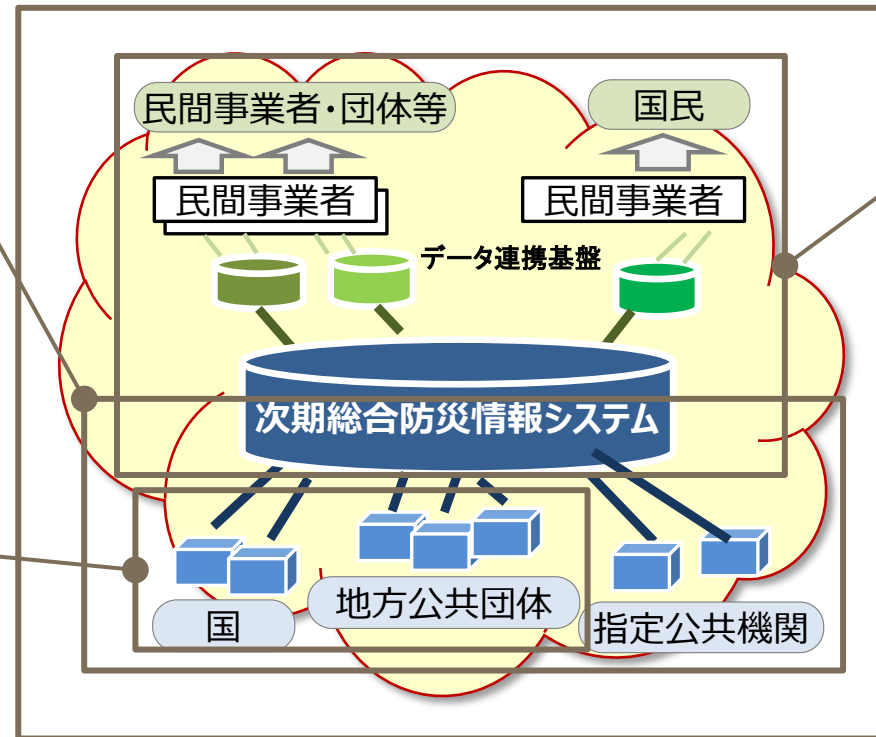 民間事業者・団体等
国民
民間事業者
民間事業者
データ連携基盤
次期総合防災情報システム
国
地方公共団体
指定公共機関